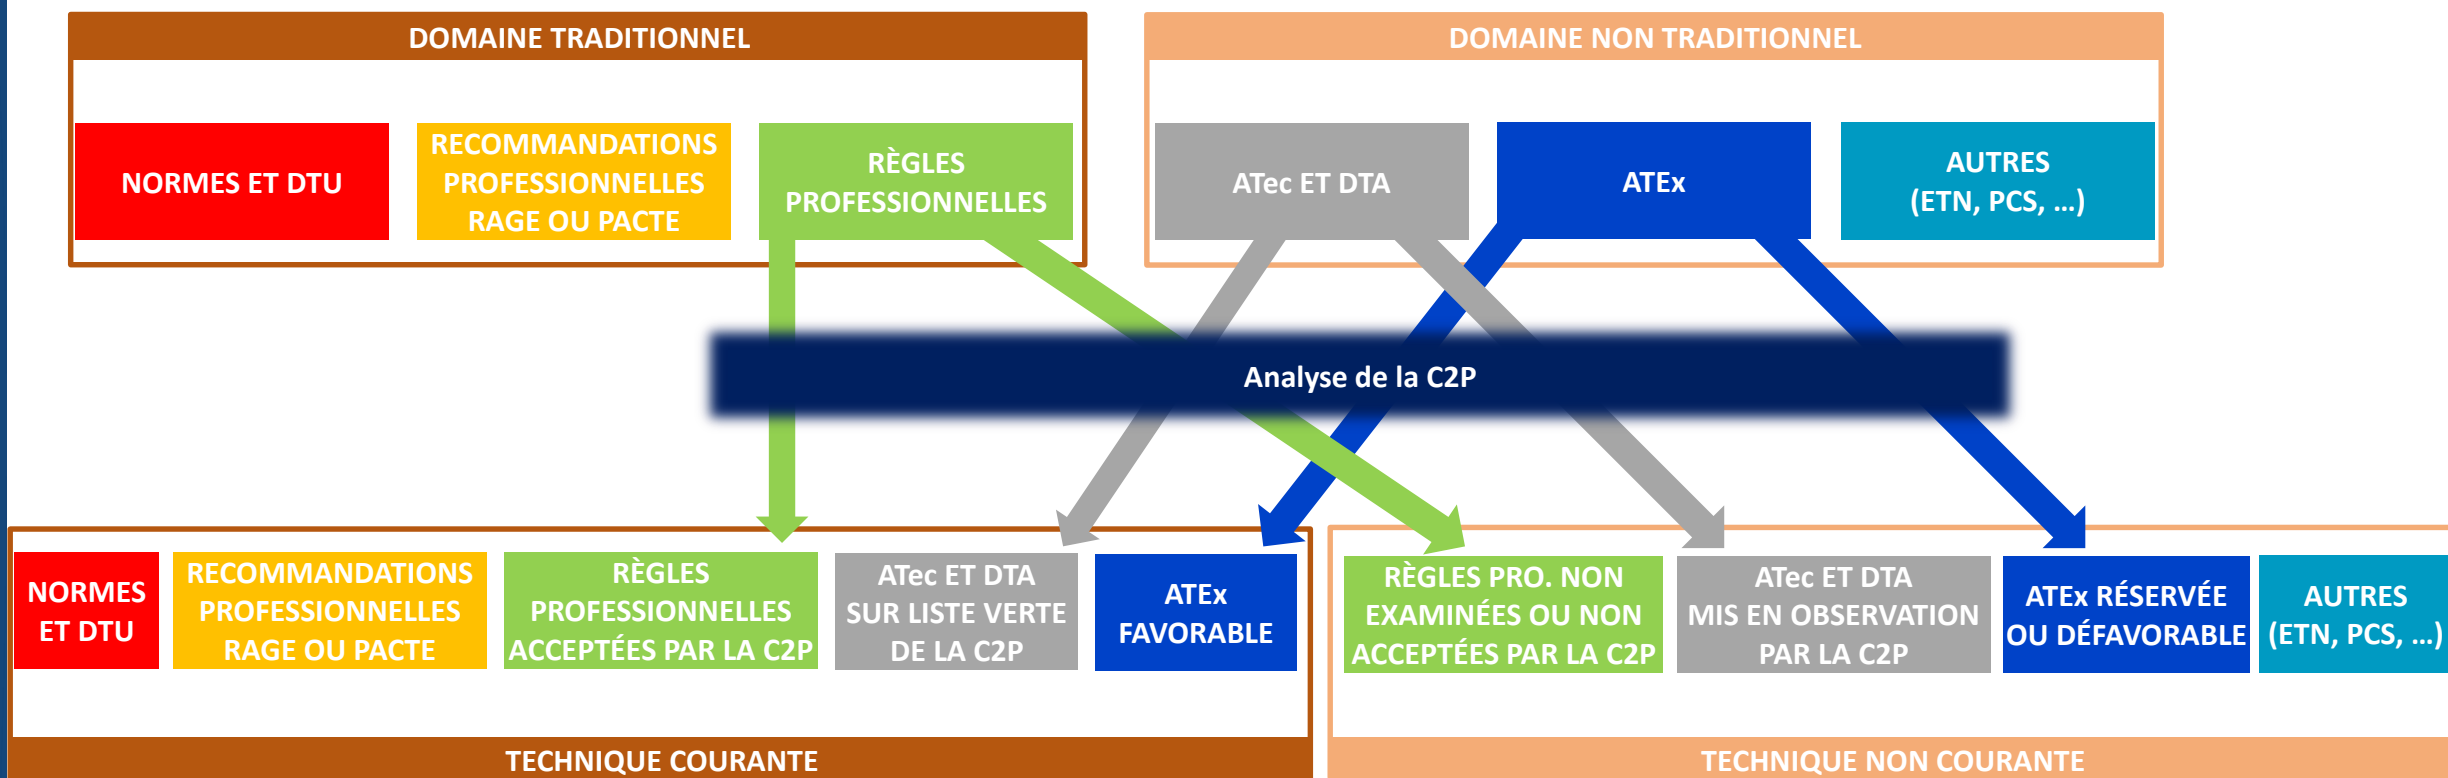 DOMAINE TRADITIONNEL
DOMAINE NON TRADITIONNEL
NORMES ET DTU
RECOMMANDATIONS
PROFESSIONNELLES
RAGE OU PACTE
RÈGLES
PROFESSIONNELLES
ATec ET DTA
ATEx
AUTRES
(ETN, PCS, ...)
Analyse de la C2P
NORMES
ET DTU
RECOMMANDATIONS
PROFESSIONNELLES
RAGE OU PACTE
RÈGLES
PROFESSIONNELLES
ACCEPTÉES PAR LA C2P
ATec ET DTA
SUR LISTE VERTE
DE LA C2P
ATEx
FAVORABLE
RÈGLES PRO. NON
EXAMINÉES OU NON
ACCEPTÉES PAR LA C2P
ATec ET DTA
MIS EN OBSERVATION
PAR LA C2P
ATEx RÉSERVÉE
OU DÉFAVORABLE
AUTRES
(ETN, PCS, ...)
TECHNIQUE COURANTE
TECHNIQUE NON COURANTE